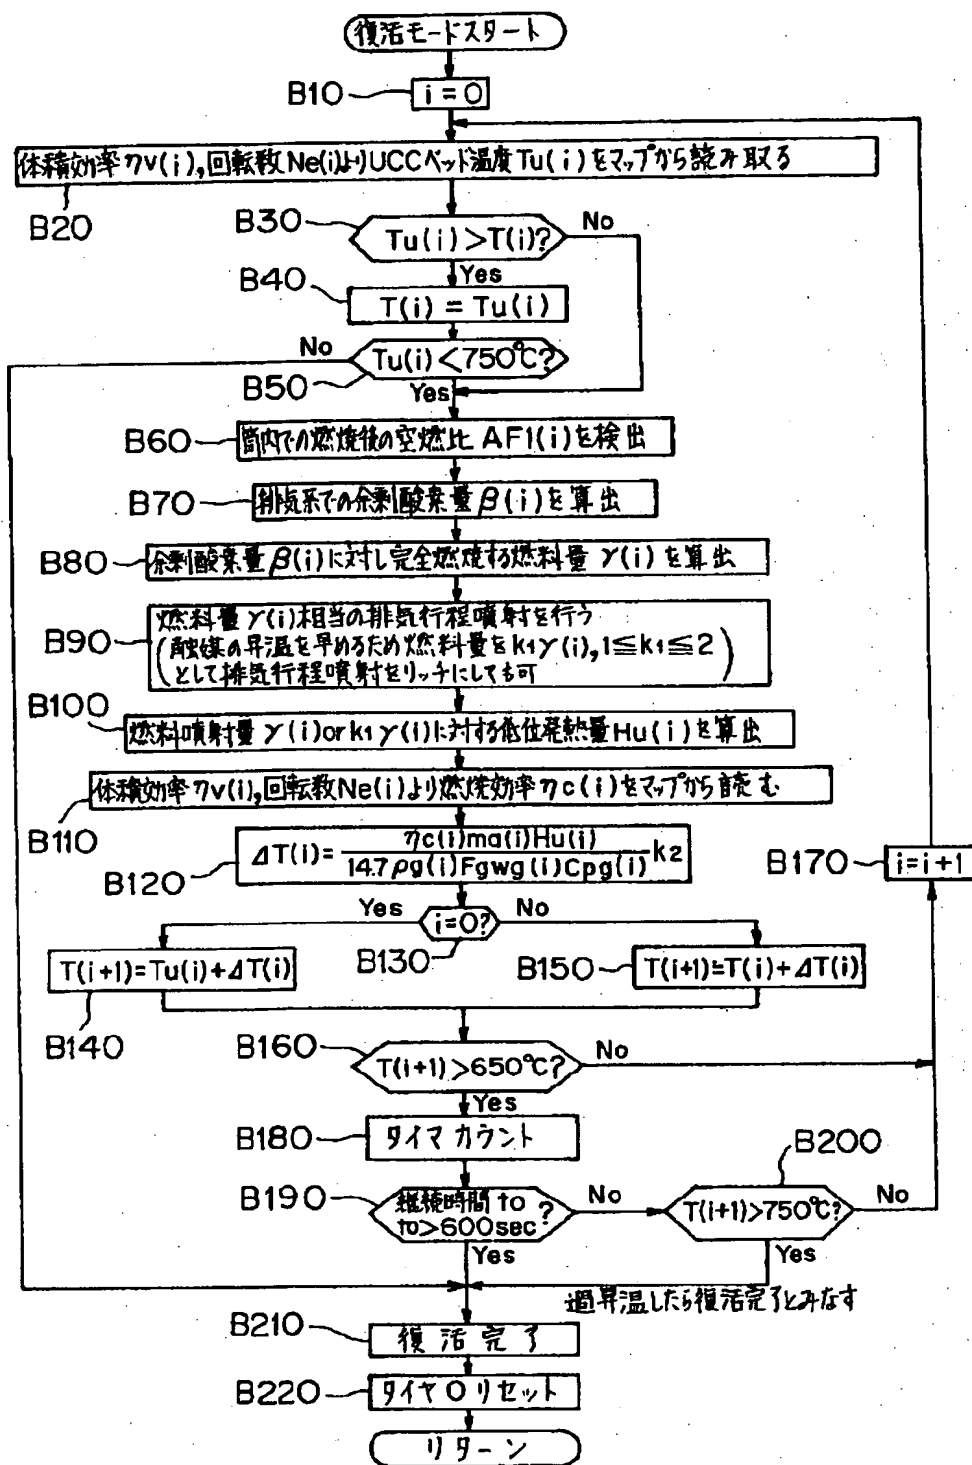 復活モードスタート
B10
i=0
体積効率ηv(i),回転数Ne(i)よりUCCベッド温度Tu(i)をマップから読み取る
B20
B30
Tu(i)>T(i)?
No
Yes
B40
T(i)=Tu(i)
No
Tu(i)<750℃?
B50
Yes
B60
筒内での燃焼後の空燃比 AF1(i)を検出
B70
排気系での余剰酸素量 β(i)を算出
B80
余剰酸素量 β(i)に対し完全燃焼する燃料量 γ(i)を算出
B90
燃料量 γ(i)相当の排気行程噴射を行う
(触媒の昇温を早めるため燃料量をk1γ(i),1≦k1≦2
として排気行程噴射をリッチにしても可)
B100
燃料噴射量 γ(i)or k1γ(i)に対する低位発熱量Hu(i)を算出
体積効率ηv(i),回転数Ne(i)より燃焼効率ηc(i)をマップから読む
B110
ΔT(i)=ηc(i)ma(i)Hu(i)/14.7ρg(i)Fgwg(i)Cpg(i) k2
B120
B170
i=i+1
Yes
i=0?
No
B130
T(i+1)=Tu(i)+ΔT(i)
B140
B150
T(i+1)=T(i)+ΔT(i)
B160
T(i+1)>650℃?
No
Yes
B180
タイマカウント
B200
B190
継続時間to
to>600sec?
No
T(i+1)>750℃?
No
Yes
Yes
過昇温したら復活完了とみなす
B210
復活完了
B220
タイヤ0リセット
リターン